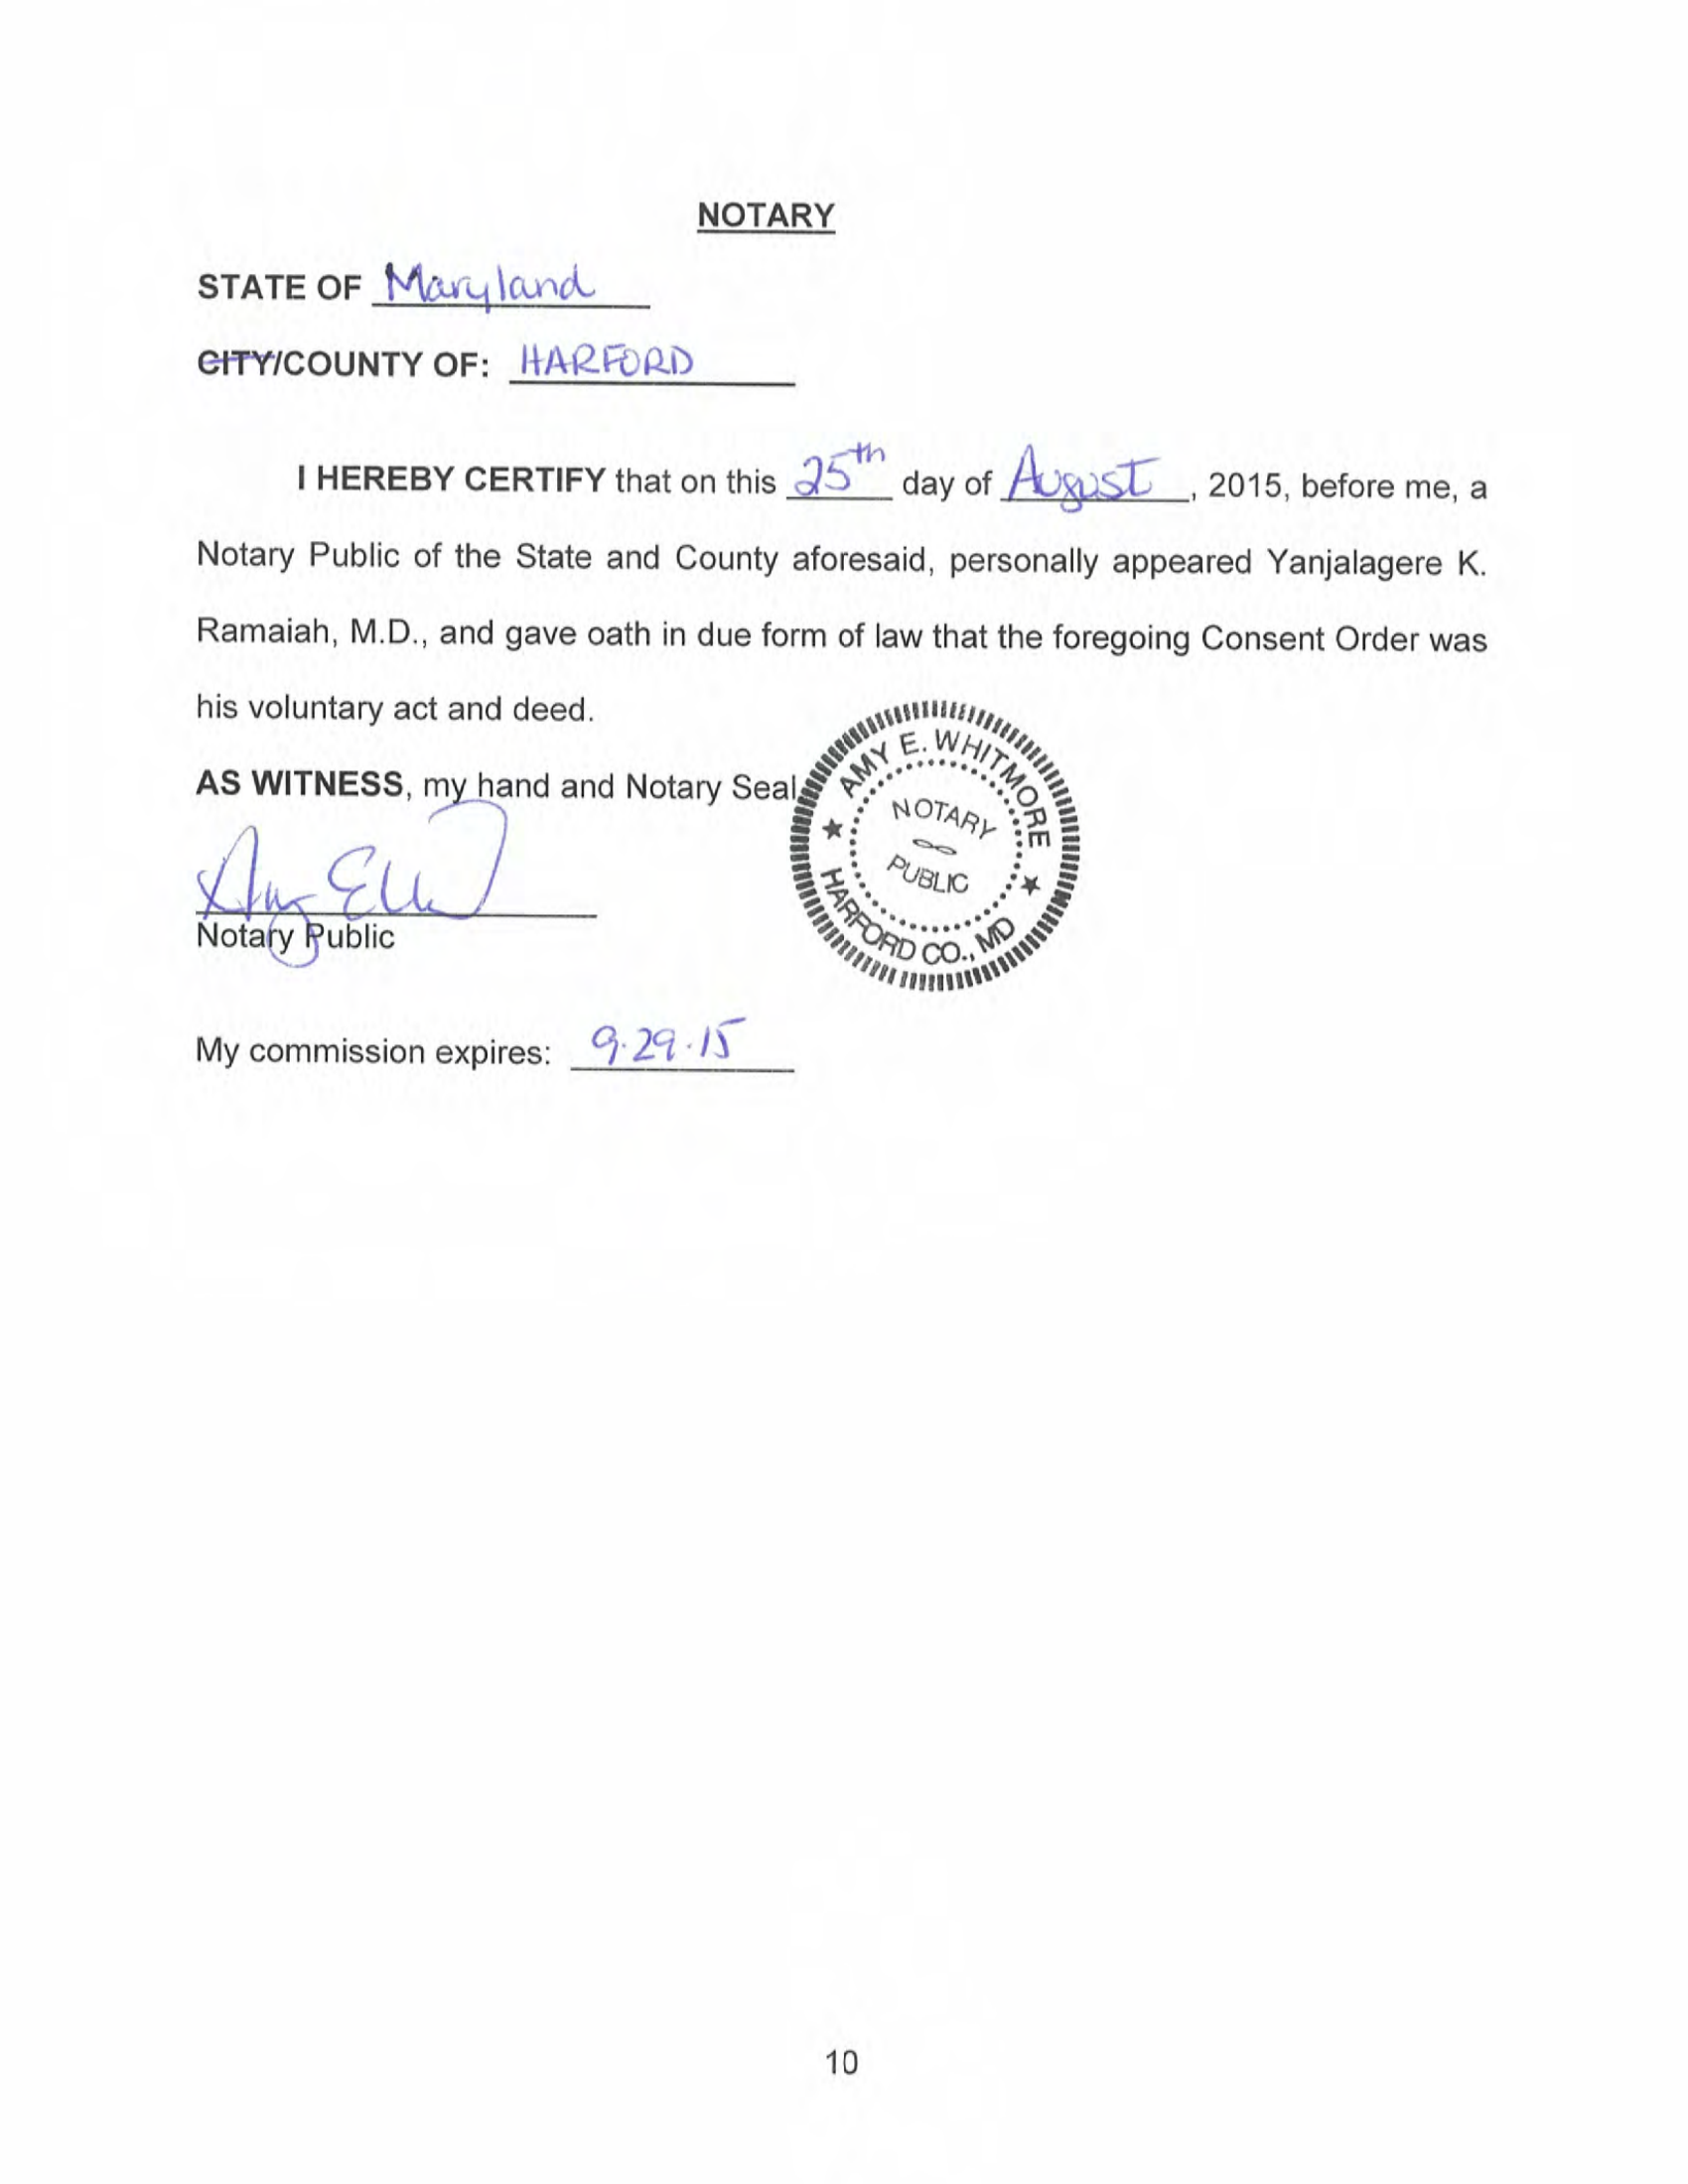 NOTARY
STATE OF Maryland
CITY/COUNTY OF: HARFORD
I HEREBY CERTIFY that on this 25th day of August, 2015, before me, a
Notary Public of the State and County aforesaid, personally appeared Yanjalagere K.
Ramaiah, M.D., and gave oath in due form of law that the foregoing Consent Order was
his voluntary act and deed.
AS WITNESS, my hand and Notary Seal
AMY E. WHITMORE
NOTARY
PUBLIC
HARFORD CO., MD
Notary Public
My commission expires: 9.29.15
10